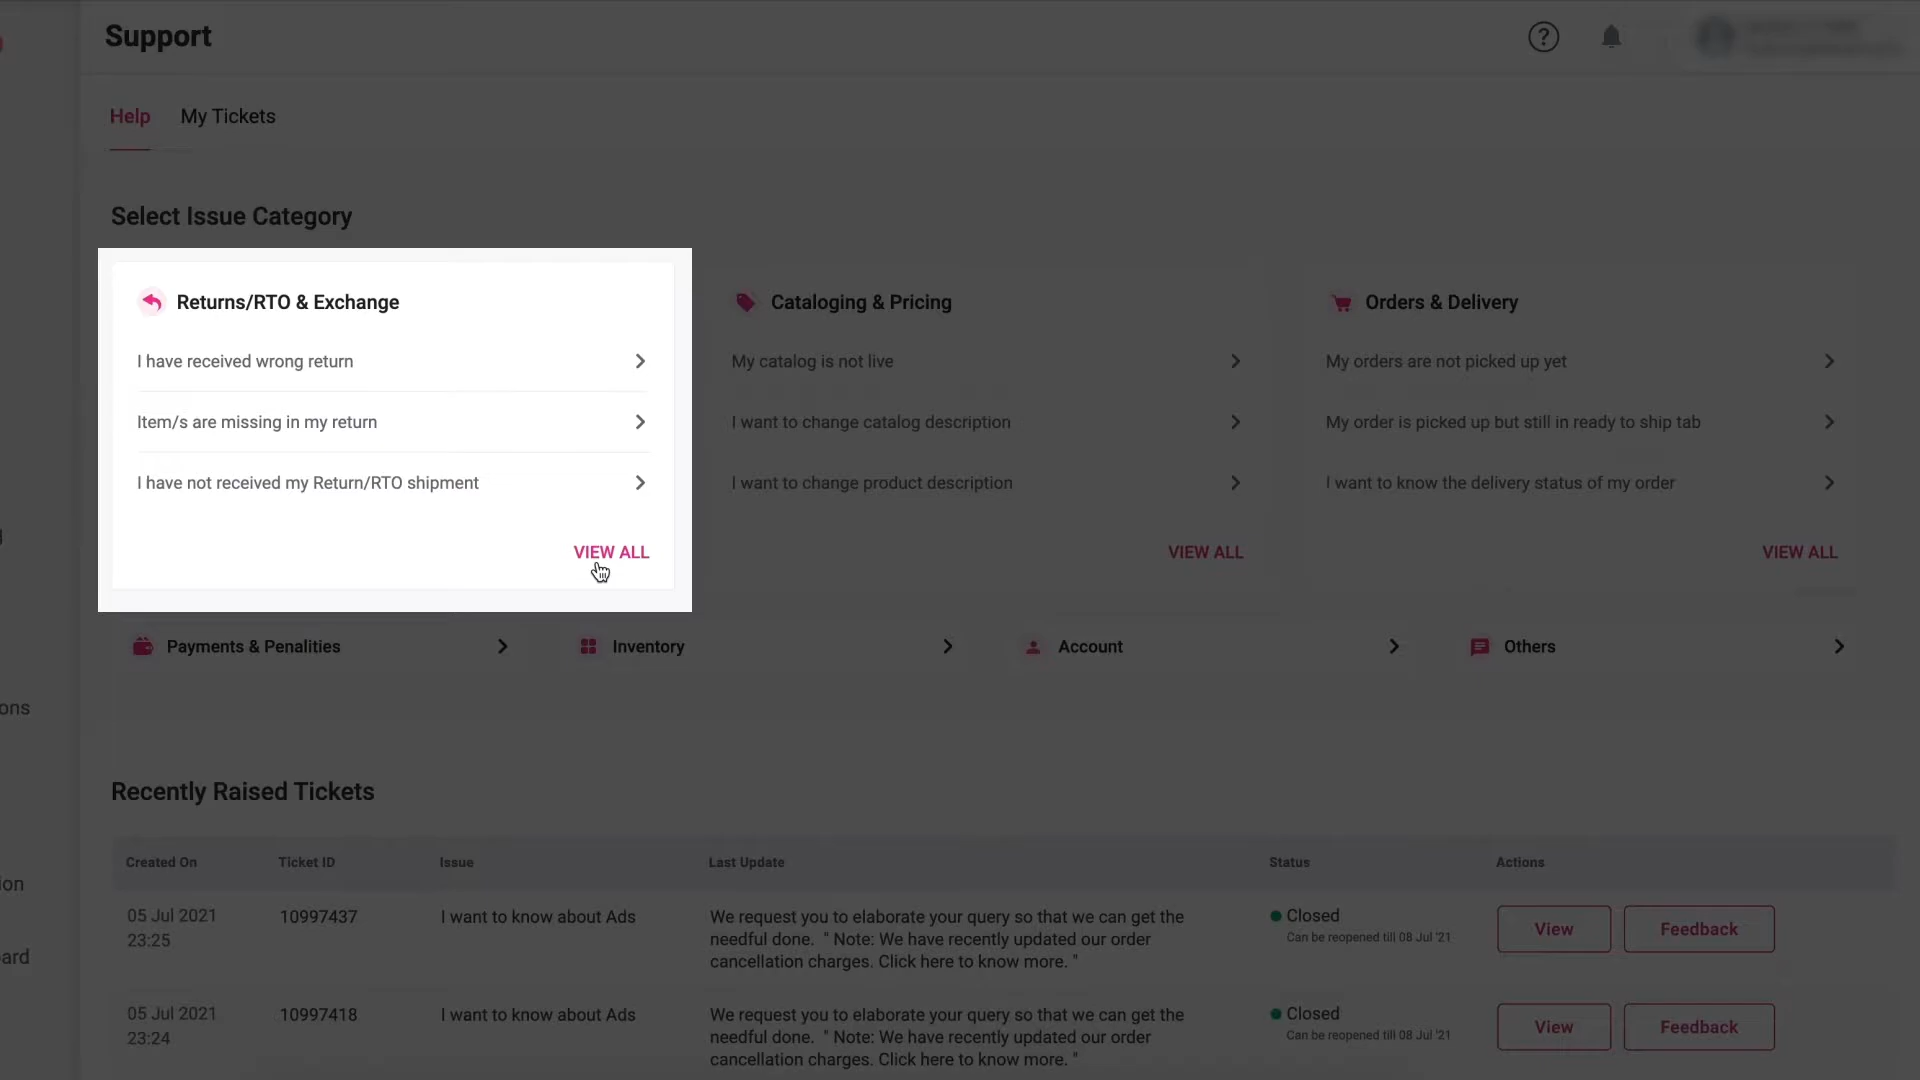 Support
Help
My Tickets
Select Issue Category
Returns/RTO & Exchange
I have received wrong return
Item/s are missing in my return
I have not received my Return/RTO shipment
VIEW ALL
Cataloging & Pricing
My catalog is not live
I want to change catalog description
I want to change product description
VIEW ALL
Orders & Delivery
My orders are not picked up yet
My order is picked up but still in ready to ship tab
I want to know the delivery status of my order
VIEW ALL
Payments & Penalities
Inventory
Account
Others
ons
ion
ard
Recently Raised Tickets
Created On
Ticket ID
Issue
Last Update
Status
Actions
05 Jul 2021
23:25
10997437
I want to know about Ads
We request you to elaborate your query so that we can get the
needful done. " Note: We have recently updated our order
cancellation charges. Click here to know more. "
Closed
Can be reopened till 08 Jul '21
View
Feedback
05 Jul 2021
23:24
10997418
I want to know about Ads
We request you to elaborate your query so that we can get the
needful done. " Note: We have recently updated our order
cancellation charges. Click here to know more. "
Closed
Can be reopened till 08 Jul '21
View
Feedback